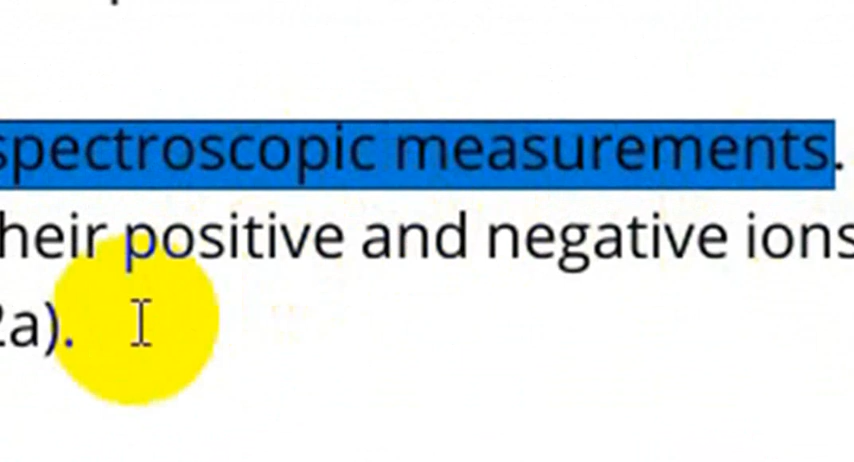 spectroscopic measurements.
heir positive and negative ions
2a).